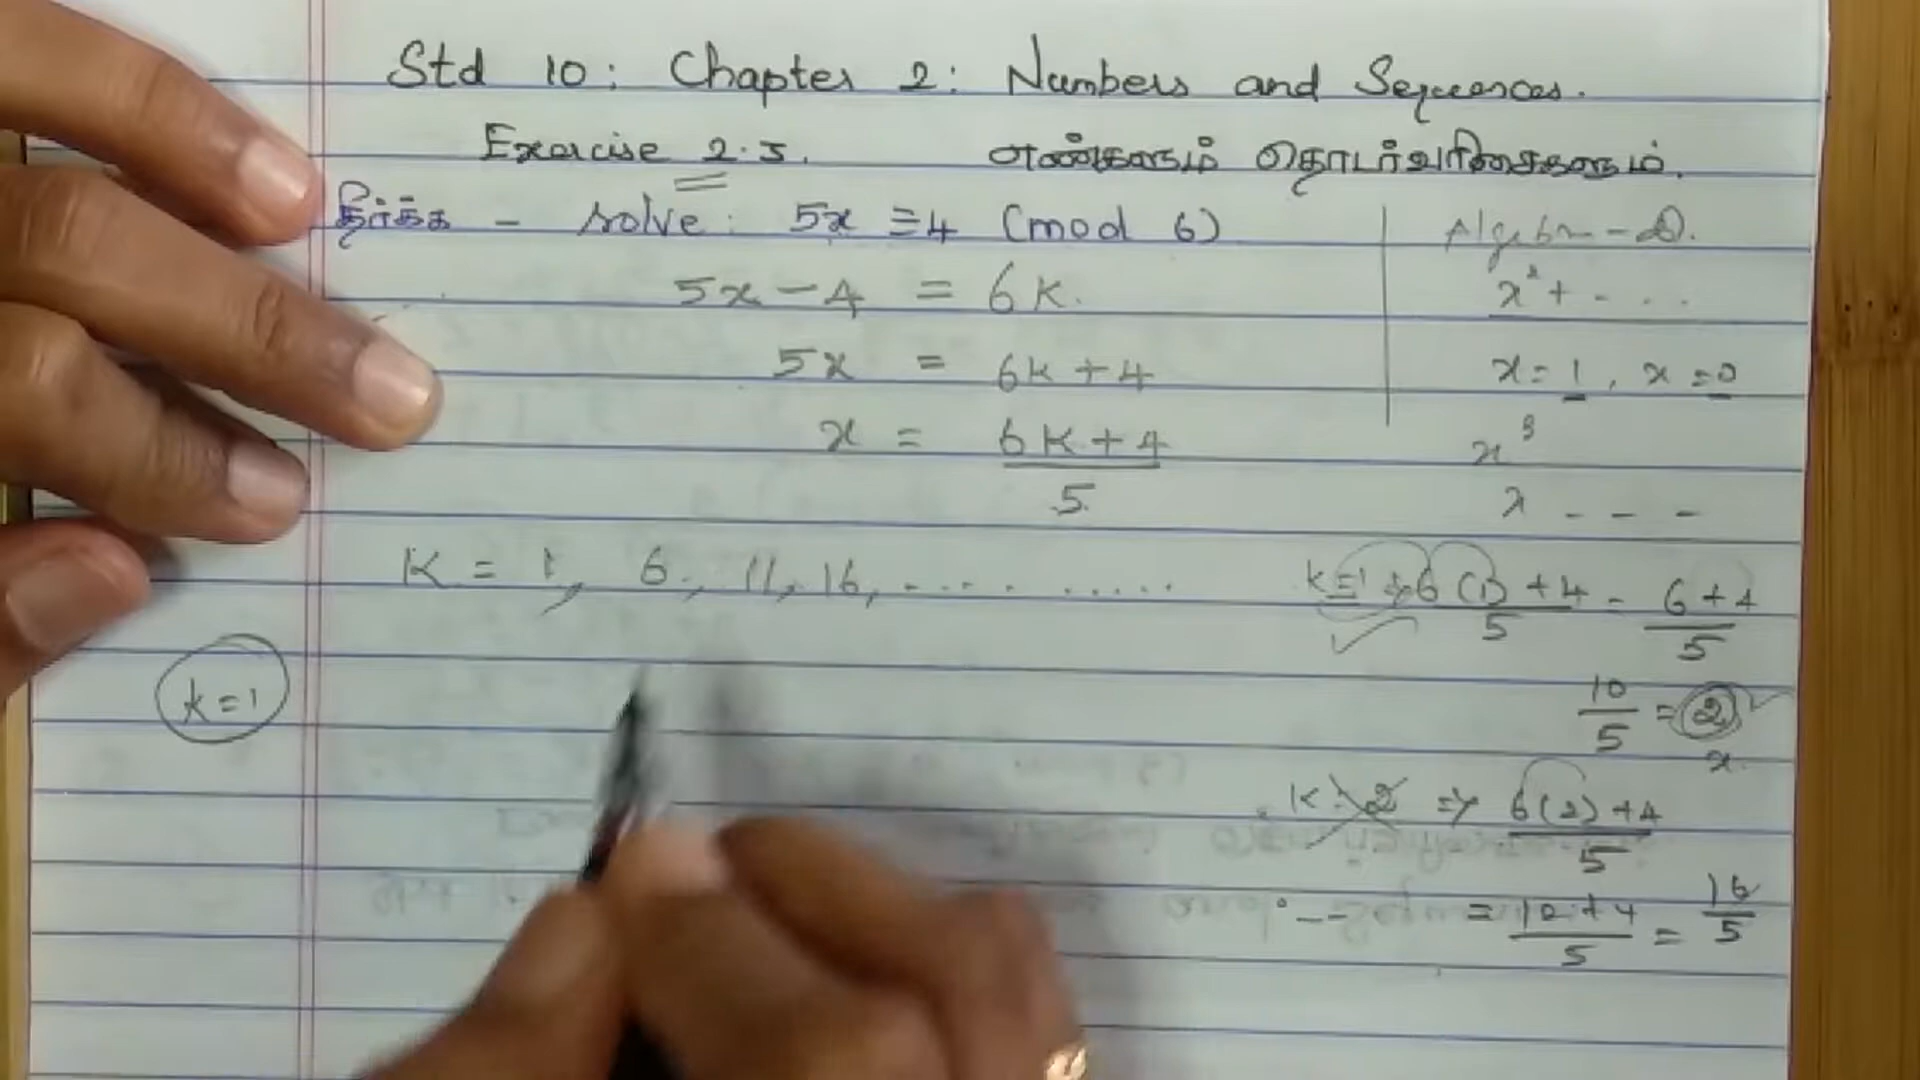 Std 10: Chapter 2: Numbers and Sequences.
Exercise 2.3. எண்களும் தொடர்வரிசைகளும்.
தீர்க்க - solve: 5x ≡ 4 (mod 6)
5x - 4 = 6k.
5x = 6k + 4
x = 6k + 4 / 5
K = 1, 6, 11, 16, ... ......
k = 1
Algebra -
x² + - . . .
x = 1, x = 2
x³
x - - -
k=1 ⇒ 6(1) + 4 / 5 = 6 + 4 / 5
10 / 5 = 2
x
k = 2 ⇒ 6(2) + 4 / 5
= 12 + 4 / 5 = 16 / 5